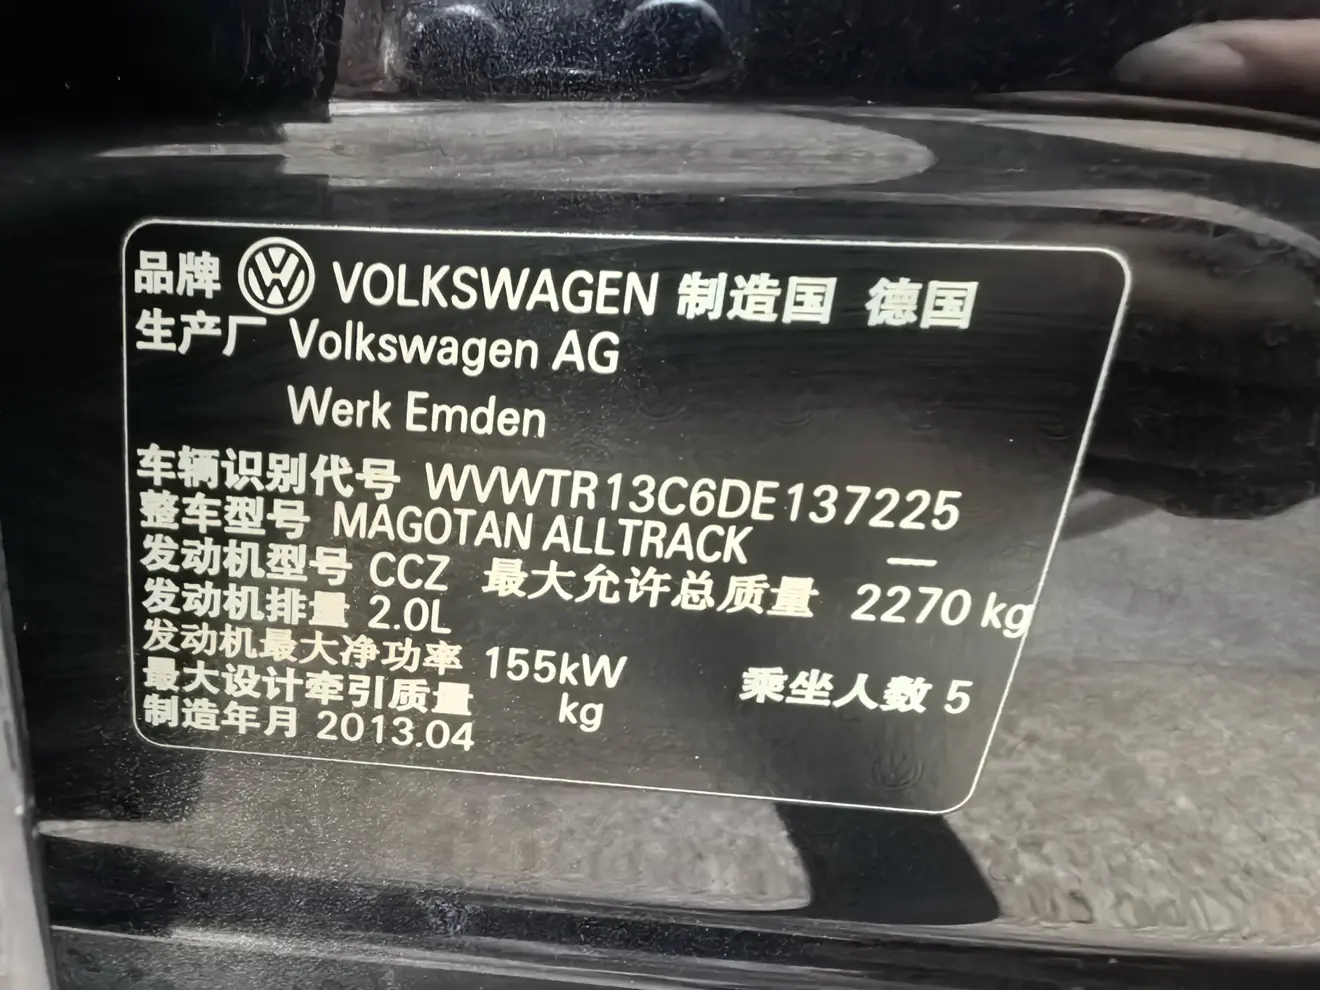 品牌 VOLKSWAGEN 制造国 德国
生产厂 Volkswagen AG
Werk Emden
车辆识别代号 WVWTR13C6DE137225
整车型号 MAGOTAN ALLTRACK —
发动机型号 CCZ 最大允许总质量 2270 kg
发动机排量 2.0L
发动机最大净功率 155kW 乘坐人数 5
最大设计牵引质量 kg
制造年月 2013.04